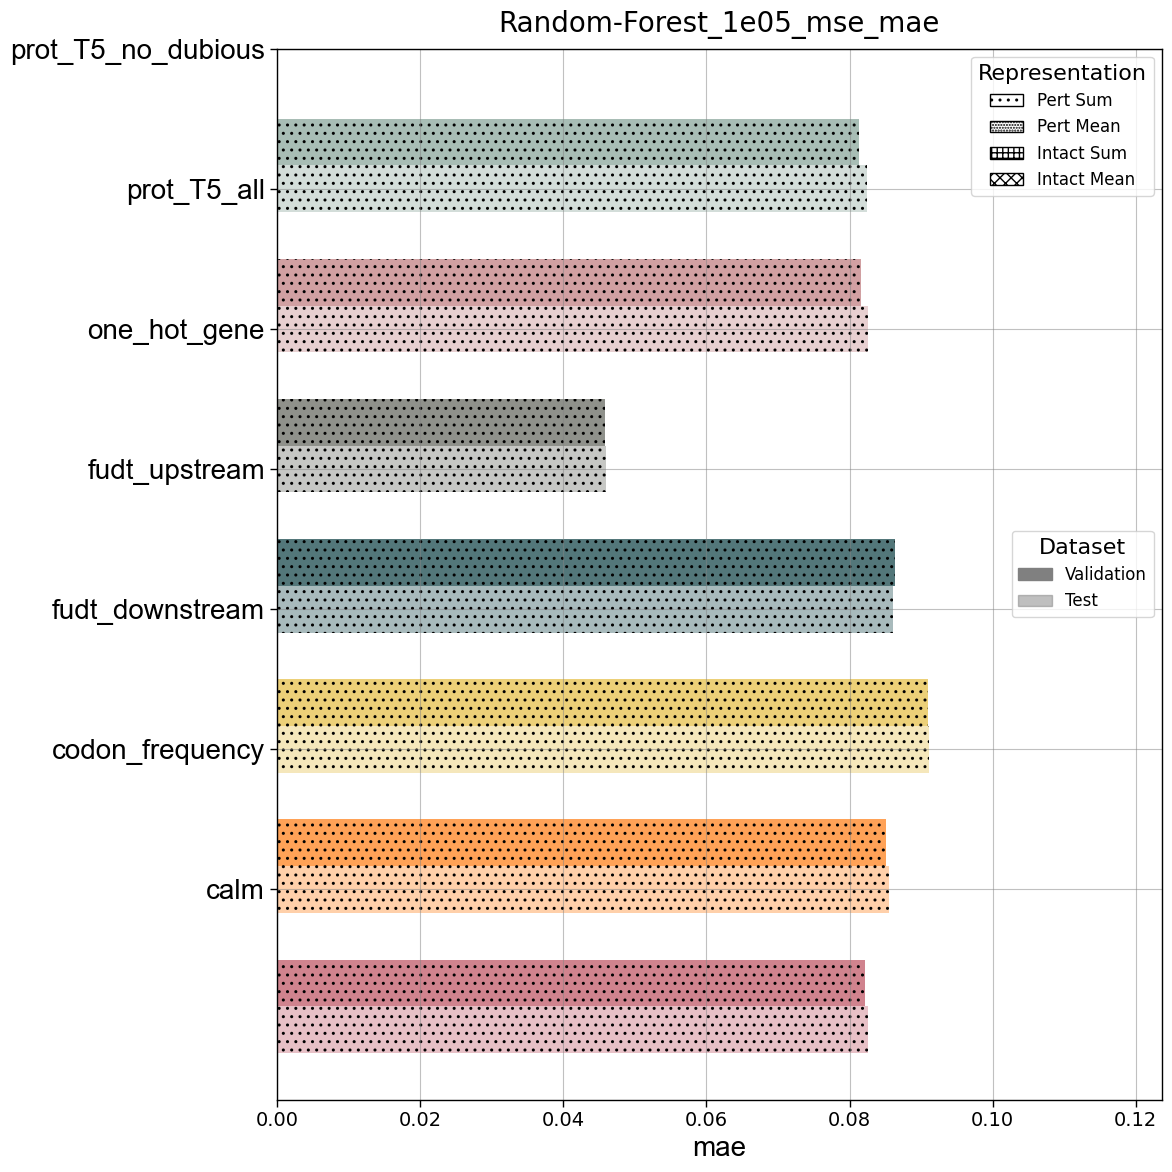 Random-Forest_1e05_mse_mae
prot_T5_no_dubious
prot_T5_all
one_hot_gene
fudt_upstream
fudt_downstream
codon_frequency
calm
Representation
Pert Sum
Pert Mean
Intact Sum
Intact Mean
Dataset
Validation
Test
0.00 0.02 0.04 0.06 0.08 0.10 0.12
mae